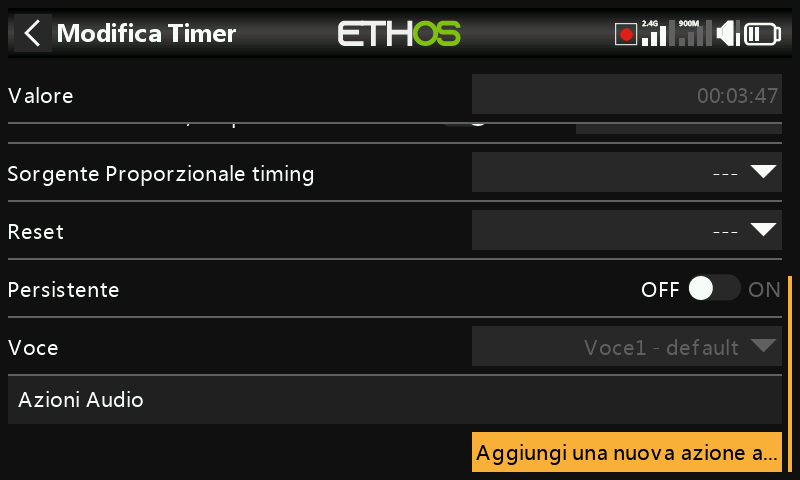 Modifica Timer
ETHOS
2.4G
900M
Valore
00:03:47
Sorgente Proporzionale timing
---
Reset
---
Persistente
OFF
ON
Voce
Voce1 - default
Azioni Audio
Aggiungi una nuova azione a...